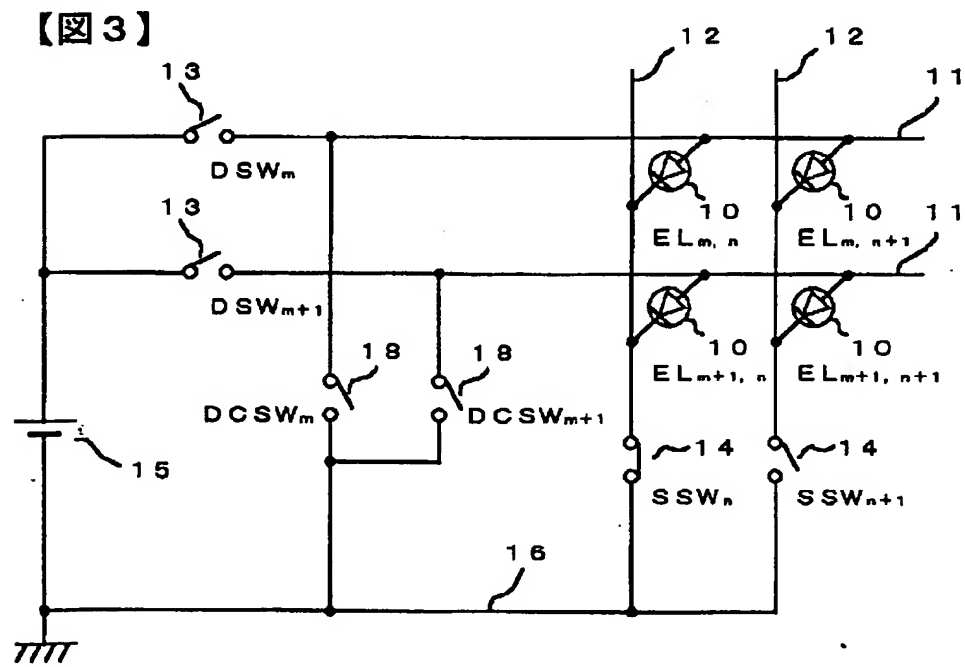 【図３】
１３
１２
１２
１１
DSWm
１３
１０
ELm, n
１０
ELm, n+1
１１
DSWm+1
１８
１８
１０
ELm+1, n
１０
ELm+1, n+1
DCSWm
DCSWm+1
１５
１４
SSWn
１４
SSWn+1
１６